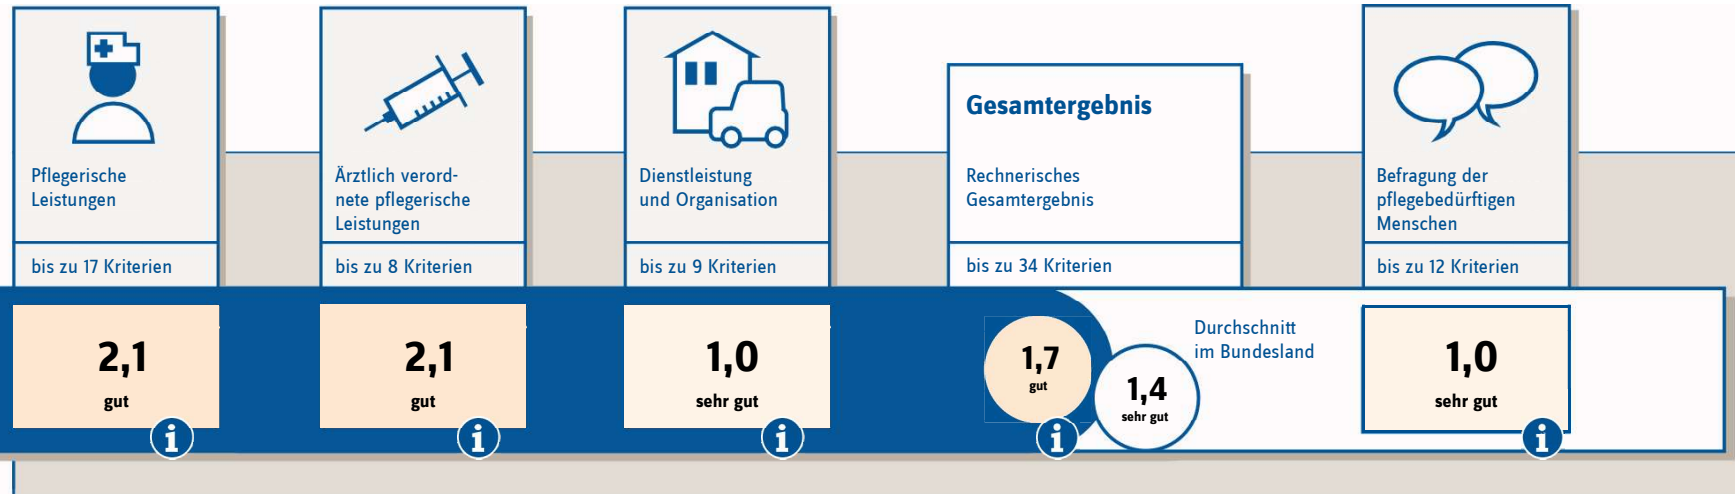 Pflegerische
Leistungen
bis zu 17 Kriterien
2,1
gut
i
Ärztlich verord-
nete pflegerische
Leistungen
bis zu 8 Kriterien
2,1
gut
i
Dienstleistung
und Organisation
bis zu 9 Kriterien
1,0
sehr gut
i
Gesamtergebnis
Rechnerisches
Gesamtergebnis
bis zu 34 Kriterien
1,7
gut
i
Durchschnitt
im Bundesland
1,4
sehr gut
Befragung der
pflegebedürftigen
Menschen
bis zu 12 Kriterien
1,0
sehr gut
i